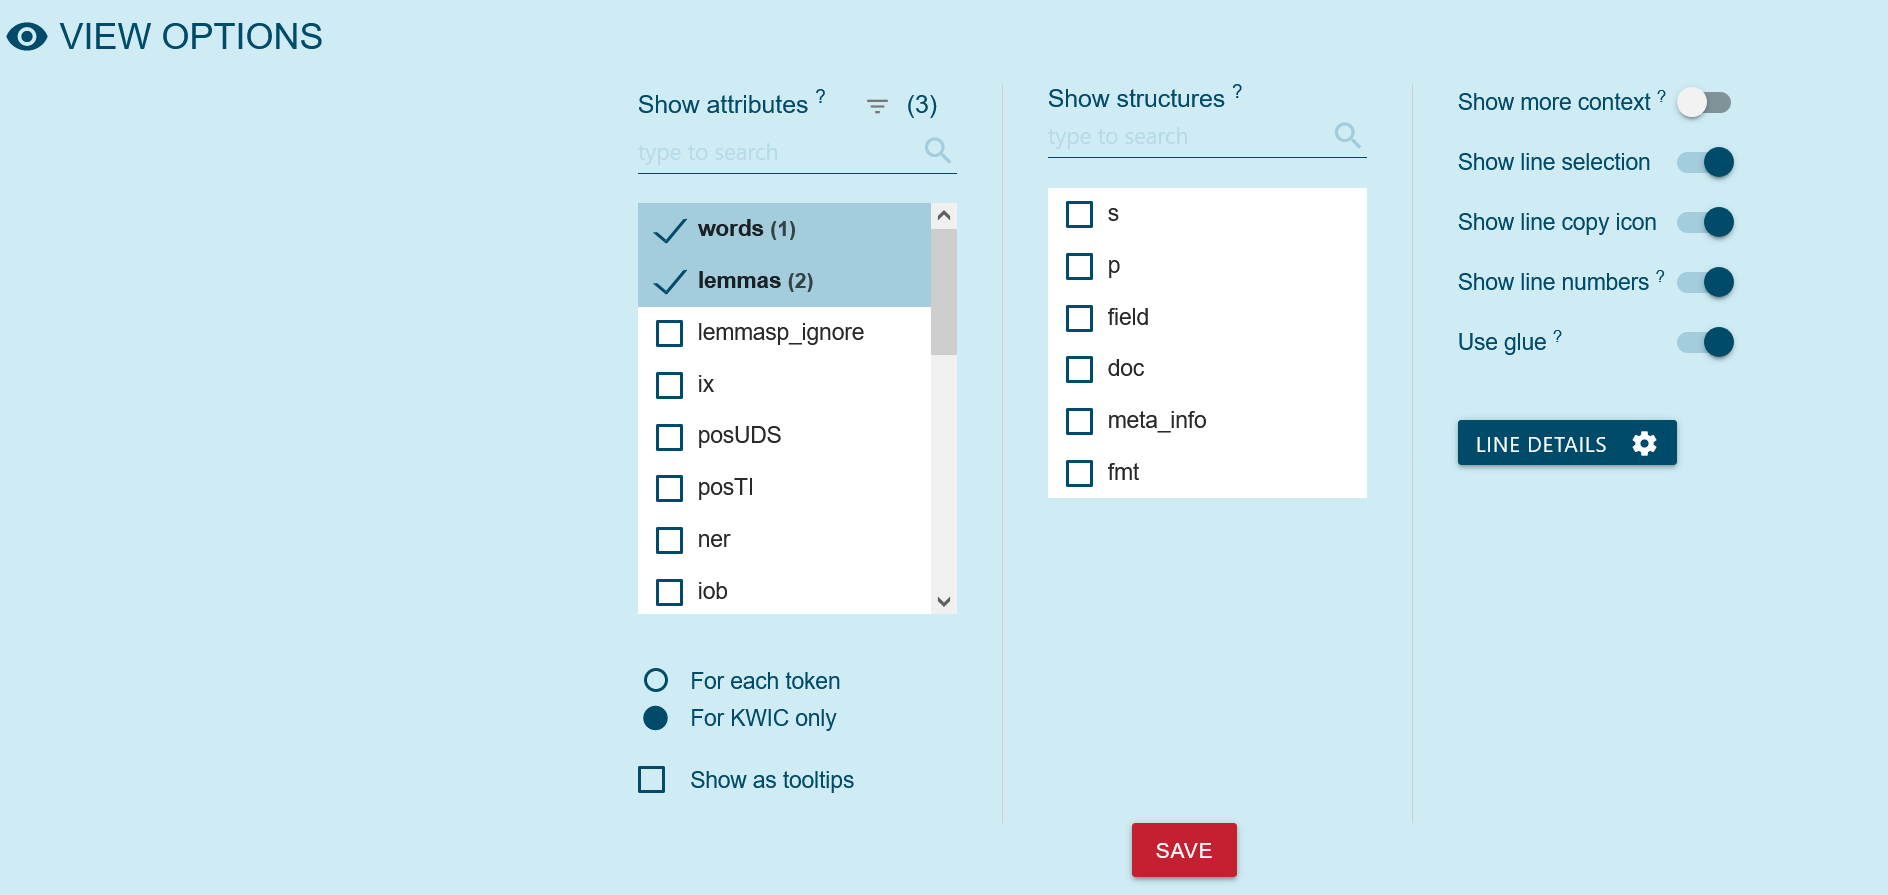 VIEW OPTIONS
Show attributes ? (3)
type to search
words (1)
lemmas (2)
lemmasp_ignore
ix
posUDS
posTI
ner
iob
For each token
For KWIC only
Show as tooltips
Show structures ?
type to search
s
p
field
doc
meta_info
fmt
Show more context ?
Show line selection
Show line copy icon
Show line numbers ?
Use glue ?
LINE DETAILS
SAVE